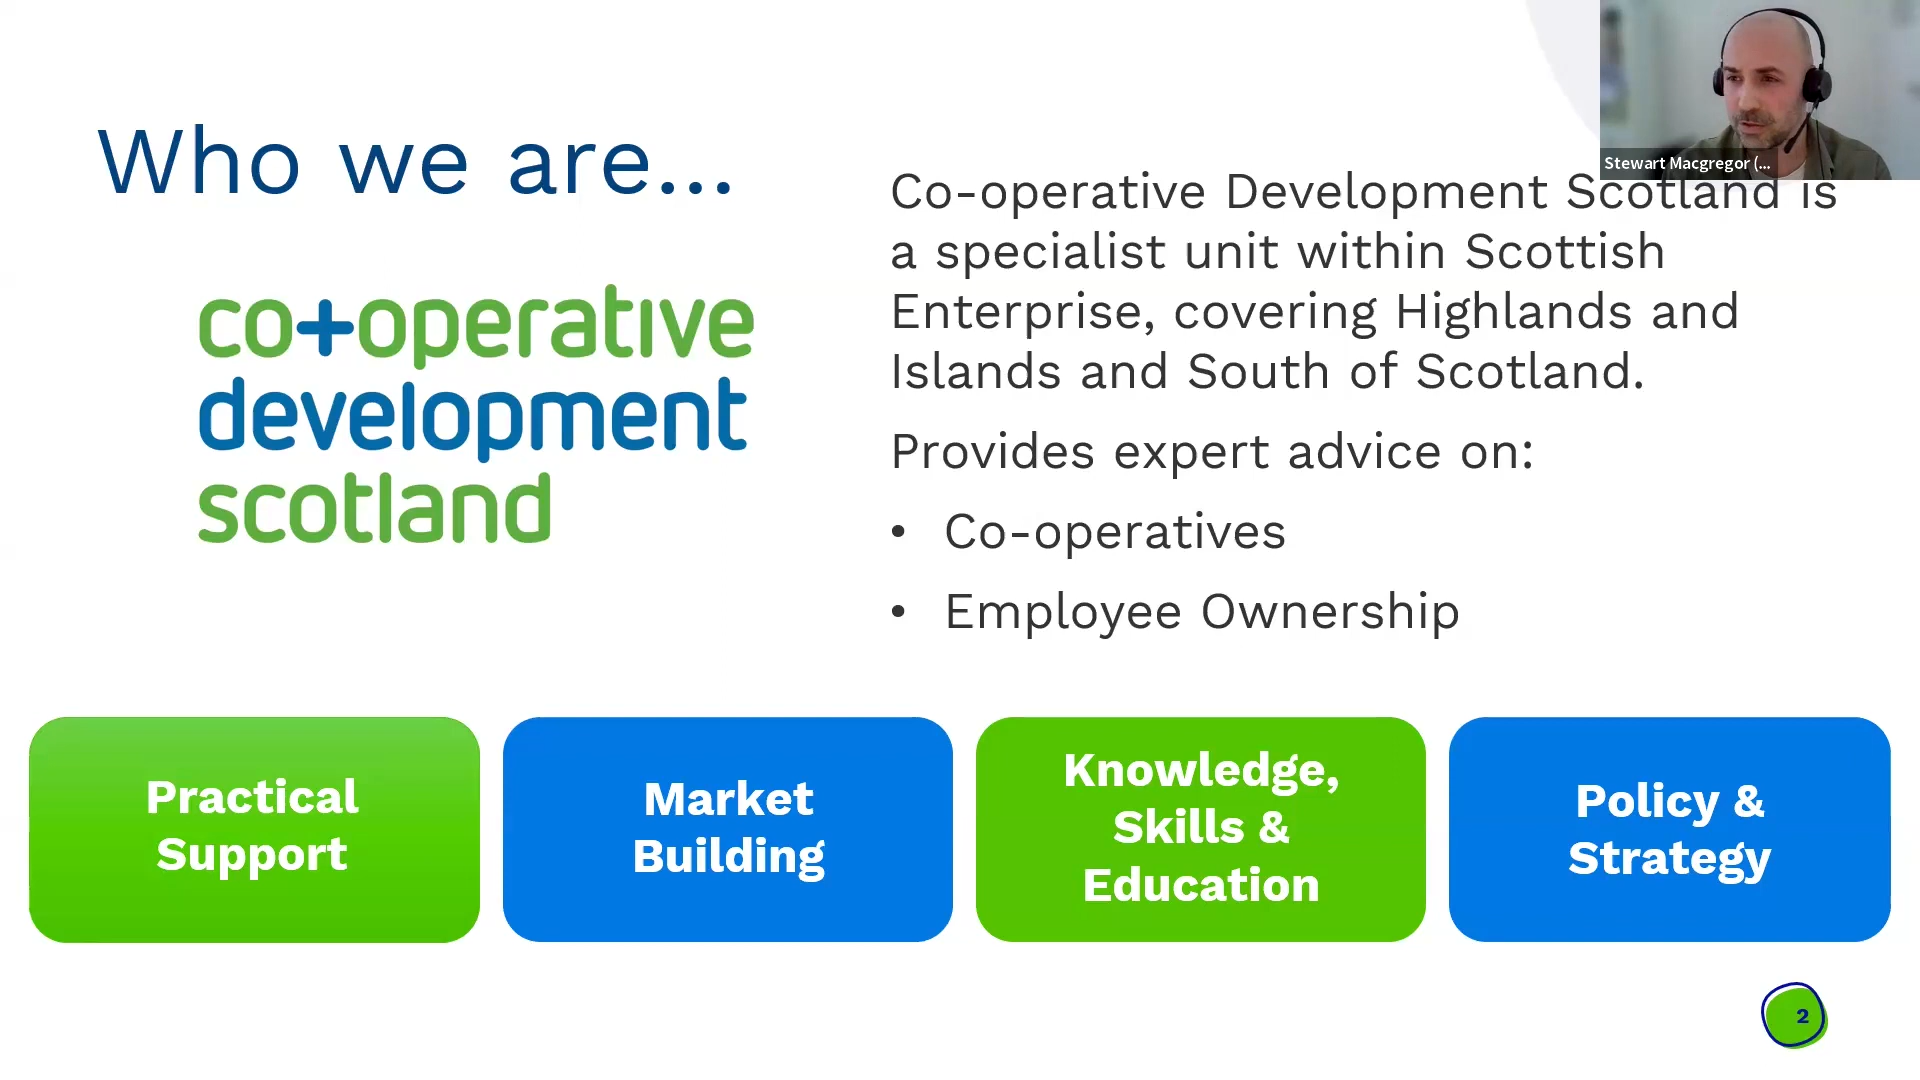 Stewart Macgregor (...
Who we are...
co+operative
development
scotland
Co-operative Development Scotland is
a specialist unit within Scottish
Enterprise, covering Highlands and
Islands and South of Scotland.
Provides expert advice on:
• Co-operatives
• Employee Ownership
Practical
Support
Market
Building
Knowledge,
Skills &
Education
Policy &
Strategy
2